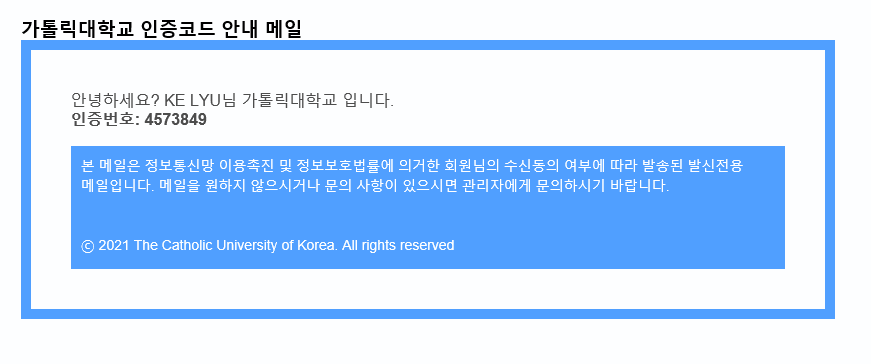 가톨릭대학교 인증코드 안내 메일
안녕하세요? KE LYU님 가톨릭대학교 입니다.
인증번호: 4573849
본 메일은 정보통신망 이용촉진 및 정보보호법률에 의거한 회원님의 수신동의 여부에 따라 발송된 발신전용
메일입니다. 메일을 원하지 않으시거나 문의 사항이 있으시면 관리자에게 문의하시기 바랍니다.
ⓒ 2021 The Catholic University of Korea. All rights reserved